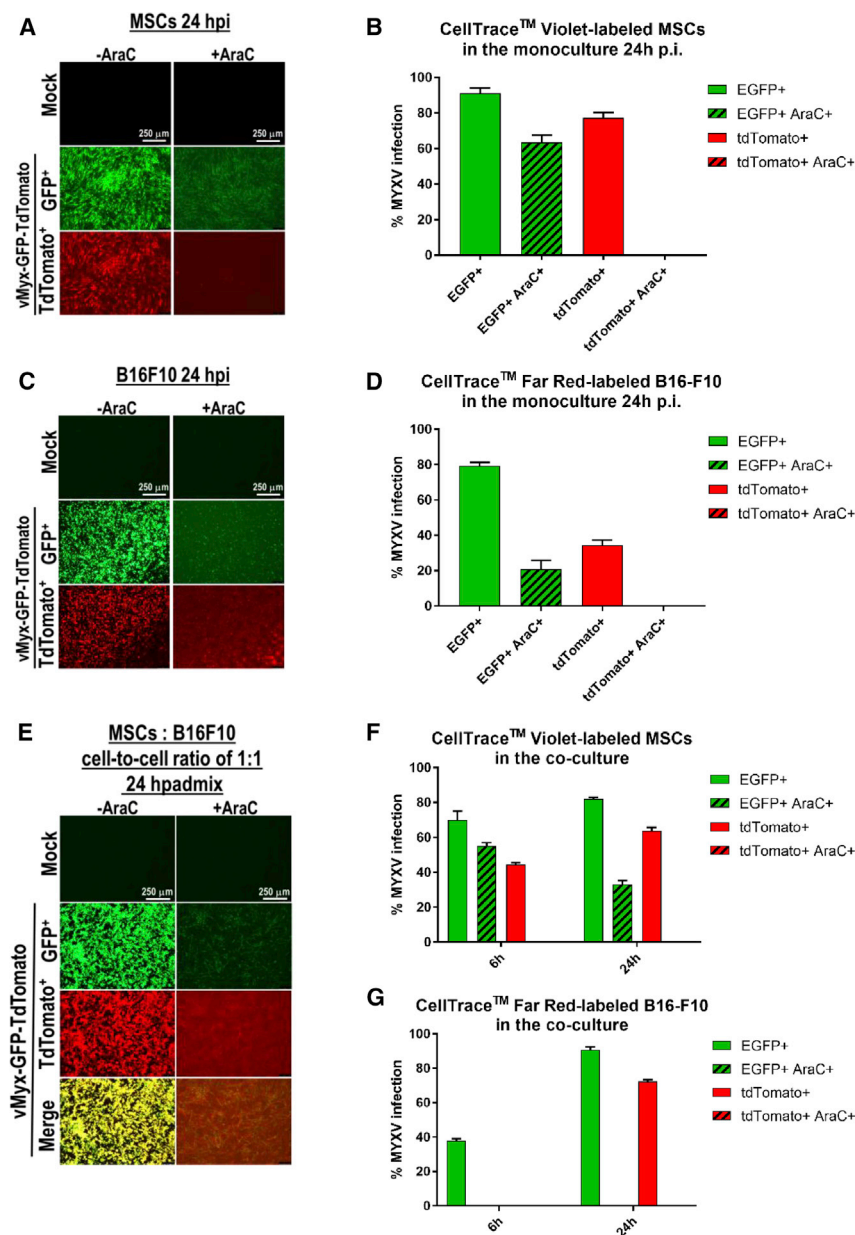 A
MSCs 24 hpi
-AraC +AraC
Mock
250 μm 250 μm
vMyx-GFP-TdTomato
GFP+
TdTomato+
B
CellTrace™ Violet-labeled MSCs
in the monoculture 24h p.i.
% MYXV infection
100
80
60
40
20
0
EGFP+
EGFP+ AraC+
tdTomato+
tdTomato+ AraC+
EGFP+
EGFP+ AraC+
tdTomato+
tdTomato+ AraC+
C
B16F10 24 hpi
-AraC +AraC
Mock
250 μm 250 μm
vMyx-GFP-TdTomato
GFP+
TdTomato+
D
CellTrace™ Far Red-labeled B16-F10
in the monoculture 24h p.i.
% MYXV infection
100
80
60
40
20
0
EGFP+
EGFP+ AraC+
tdTomato+
tdTomato+ AraC+
EGFP+
EGFP+ AraC+
tdTomato+
tdTomato+ AraC+
E
MSCs : B16F10
cell-to-cell ratio of 1:1
24 hpadmix
-AraC +AraC
Mock
250 μm 250 μm
vMyx-GFP-TdTomato
GFP+
TdTomato+
Merge
F
CellTrace™ Violet-labeled MSCs
in the co-culture
% MYXV infection
100
80
60
40
20
0
6h 24h
EGFP+
EGFP+ AraC+
tdTomato+
tdTomato+ AraC+
G
CellTrace™ Far Red-labeled B16-F10
in the co-culture
% MYXV infection
100
80
60
40
20
0
6h 24h
EGFP+
EGFP+ AraC+
tdTomato+
tdTomato+ AraC+